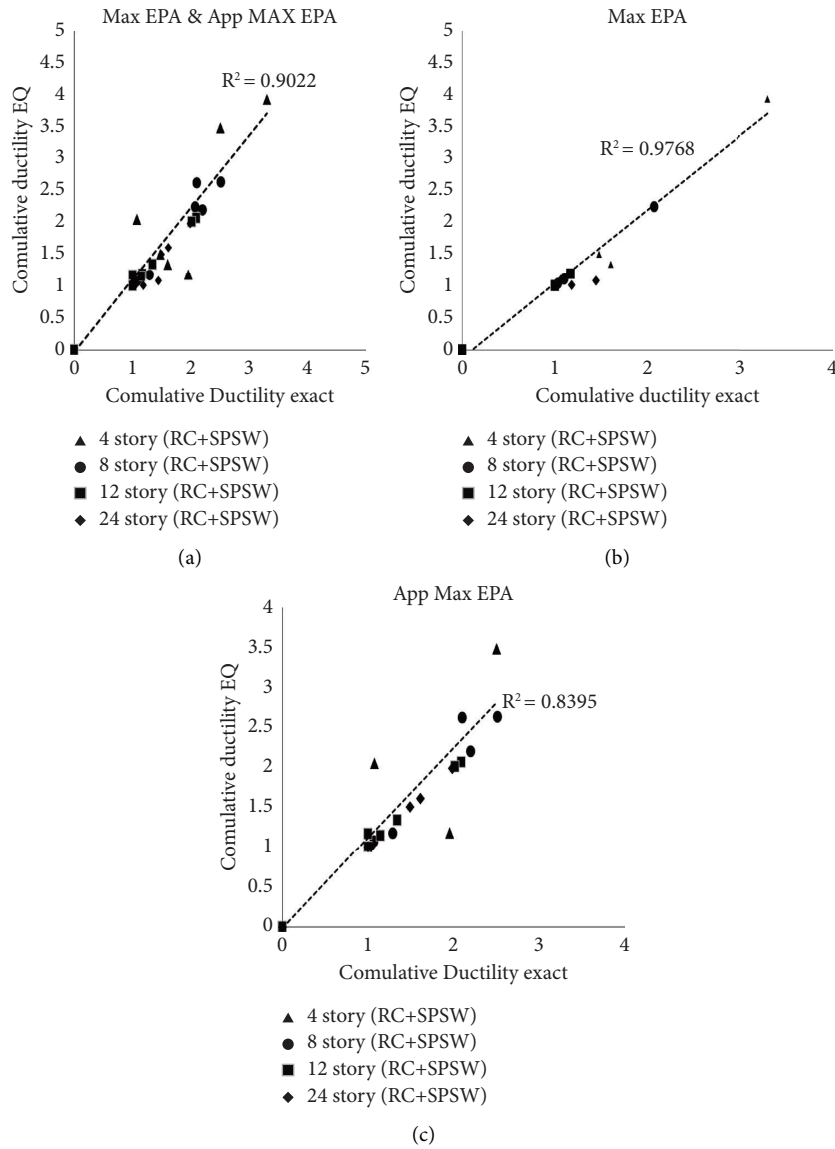 Max EPA & App MAX EPA
5
4.5
4
3.5
3
2.5
2
1.5
1
0.5
0
Comulative ductility EQ
R² = 0.9022
0 1 2 3 4 5
Comulative Ductility exact
4 story (RC+SPSW)
8 story (RC+SPSW)
12 story (RC+SPSW)
24 story (RC+SPSW)
(a)
Max EPA
5
4.5
4
3.5
3
2.5
2
1.5
1
0.5
0
Comulative ductility EQ
R² = 0.9768
0 1 2 3 4
Comulative ductility exact
4 story (RC+SPSW)
8 story (RC+SPSW)
12 story (RC+SPSW)
24 story (RC+SPSW)
(b)
App Max EPA
4
3.5
3
2.5
2
1.5
1
0.5
0
Comulative ductility EQ
R² = 0.8395
0 1 2 3 4
Comulative Ductility exact
4 story (RC+SPSW)
8 story (RC+SPSW)
12 story (RC+SPSW)
24 story (RC+SPSW)
(c)